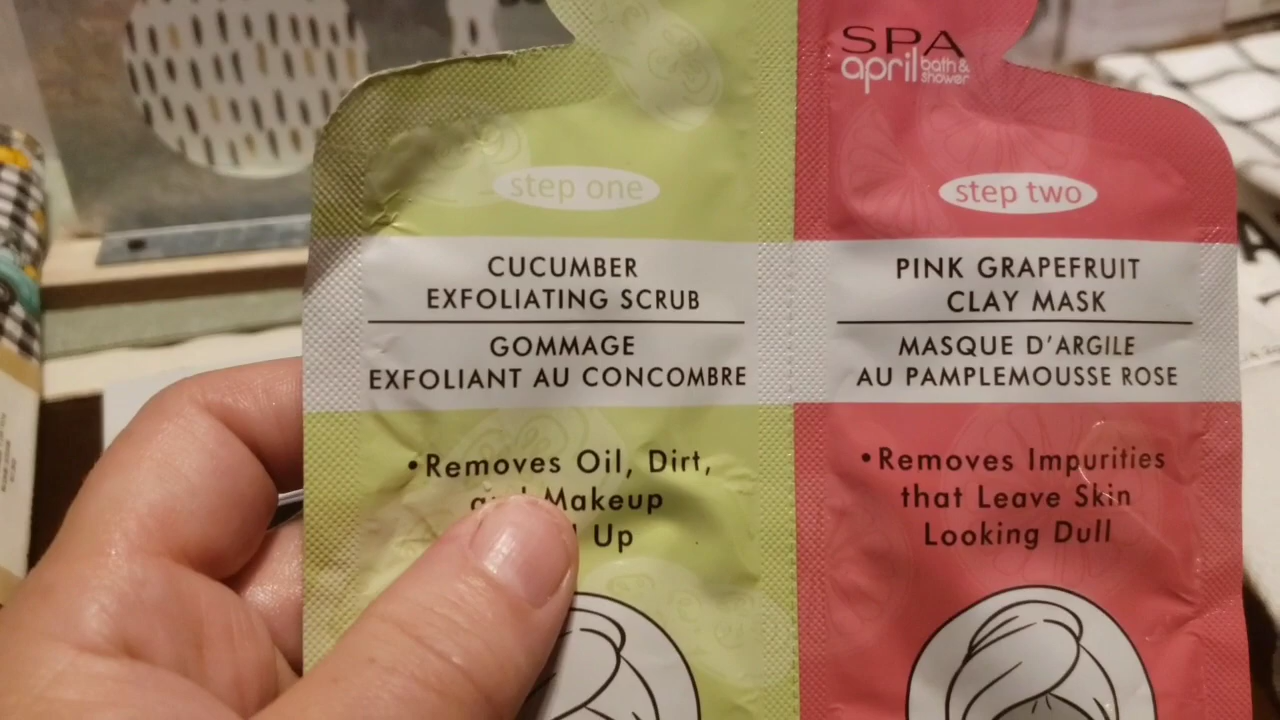 step one
CUCUMBER
EXFOLIATING SCRUB
GOMMAGE
EXFOLIANT AU CONCOMBRE
•Removes Oil, Dirt,
Makeup
Up
SPA
april bath & shower
step two
PINK GRAPEFRUIT
CLAY MASK
MASQUE D'ARGILE
AU PAMPLEMOUSSE ROSE
•Removes Impurities
that Leave Skin
Looking Dull